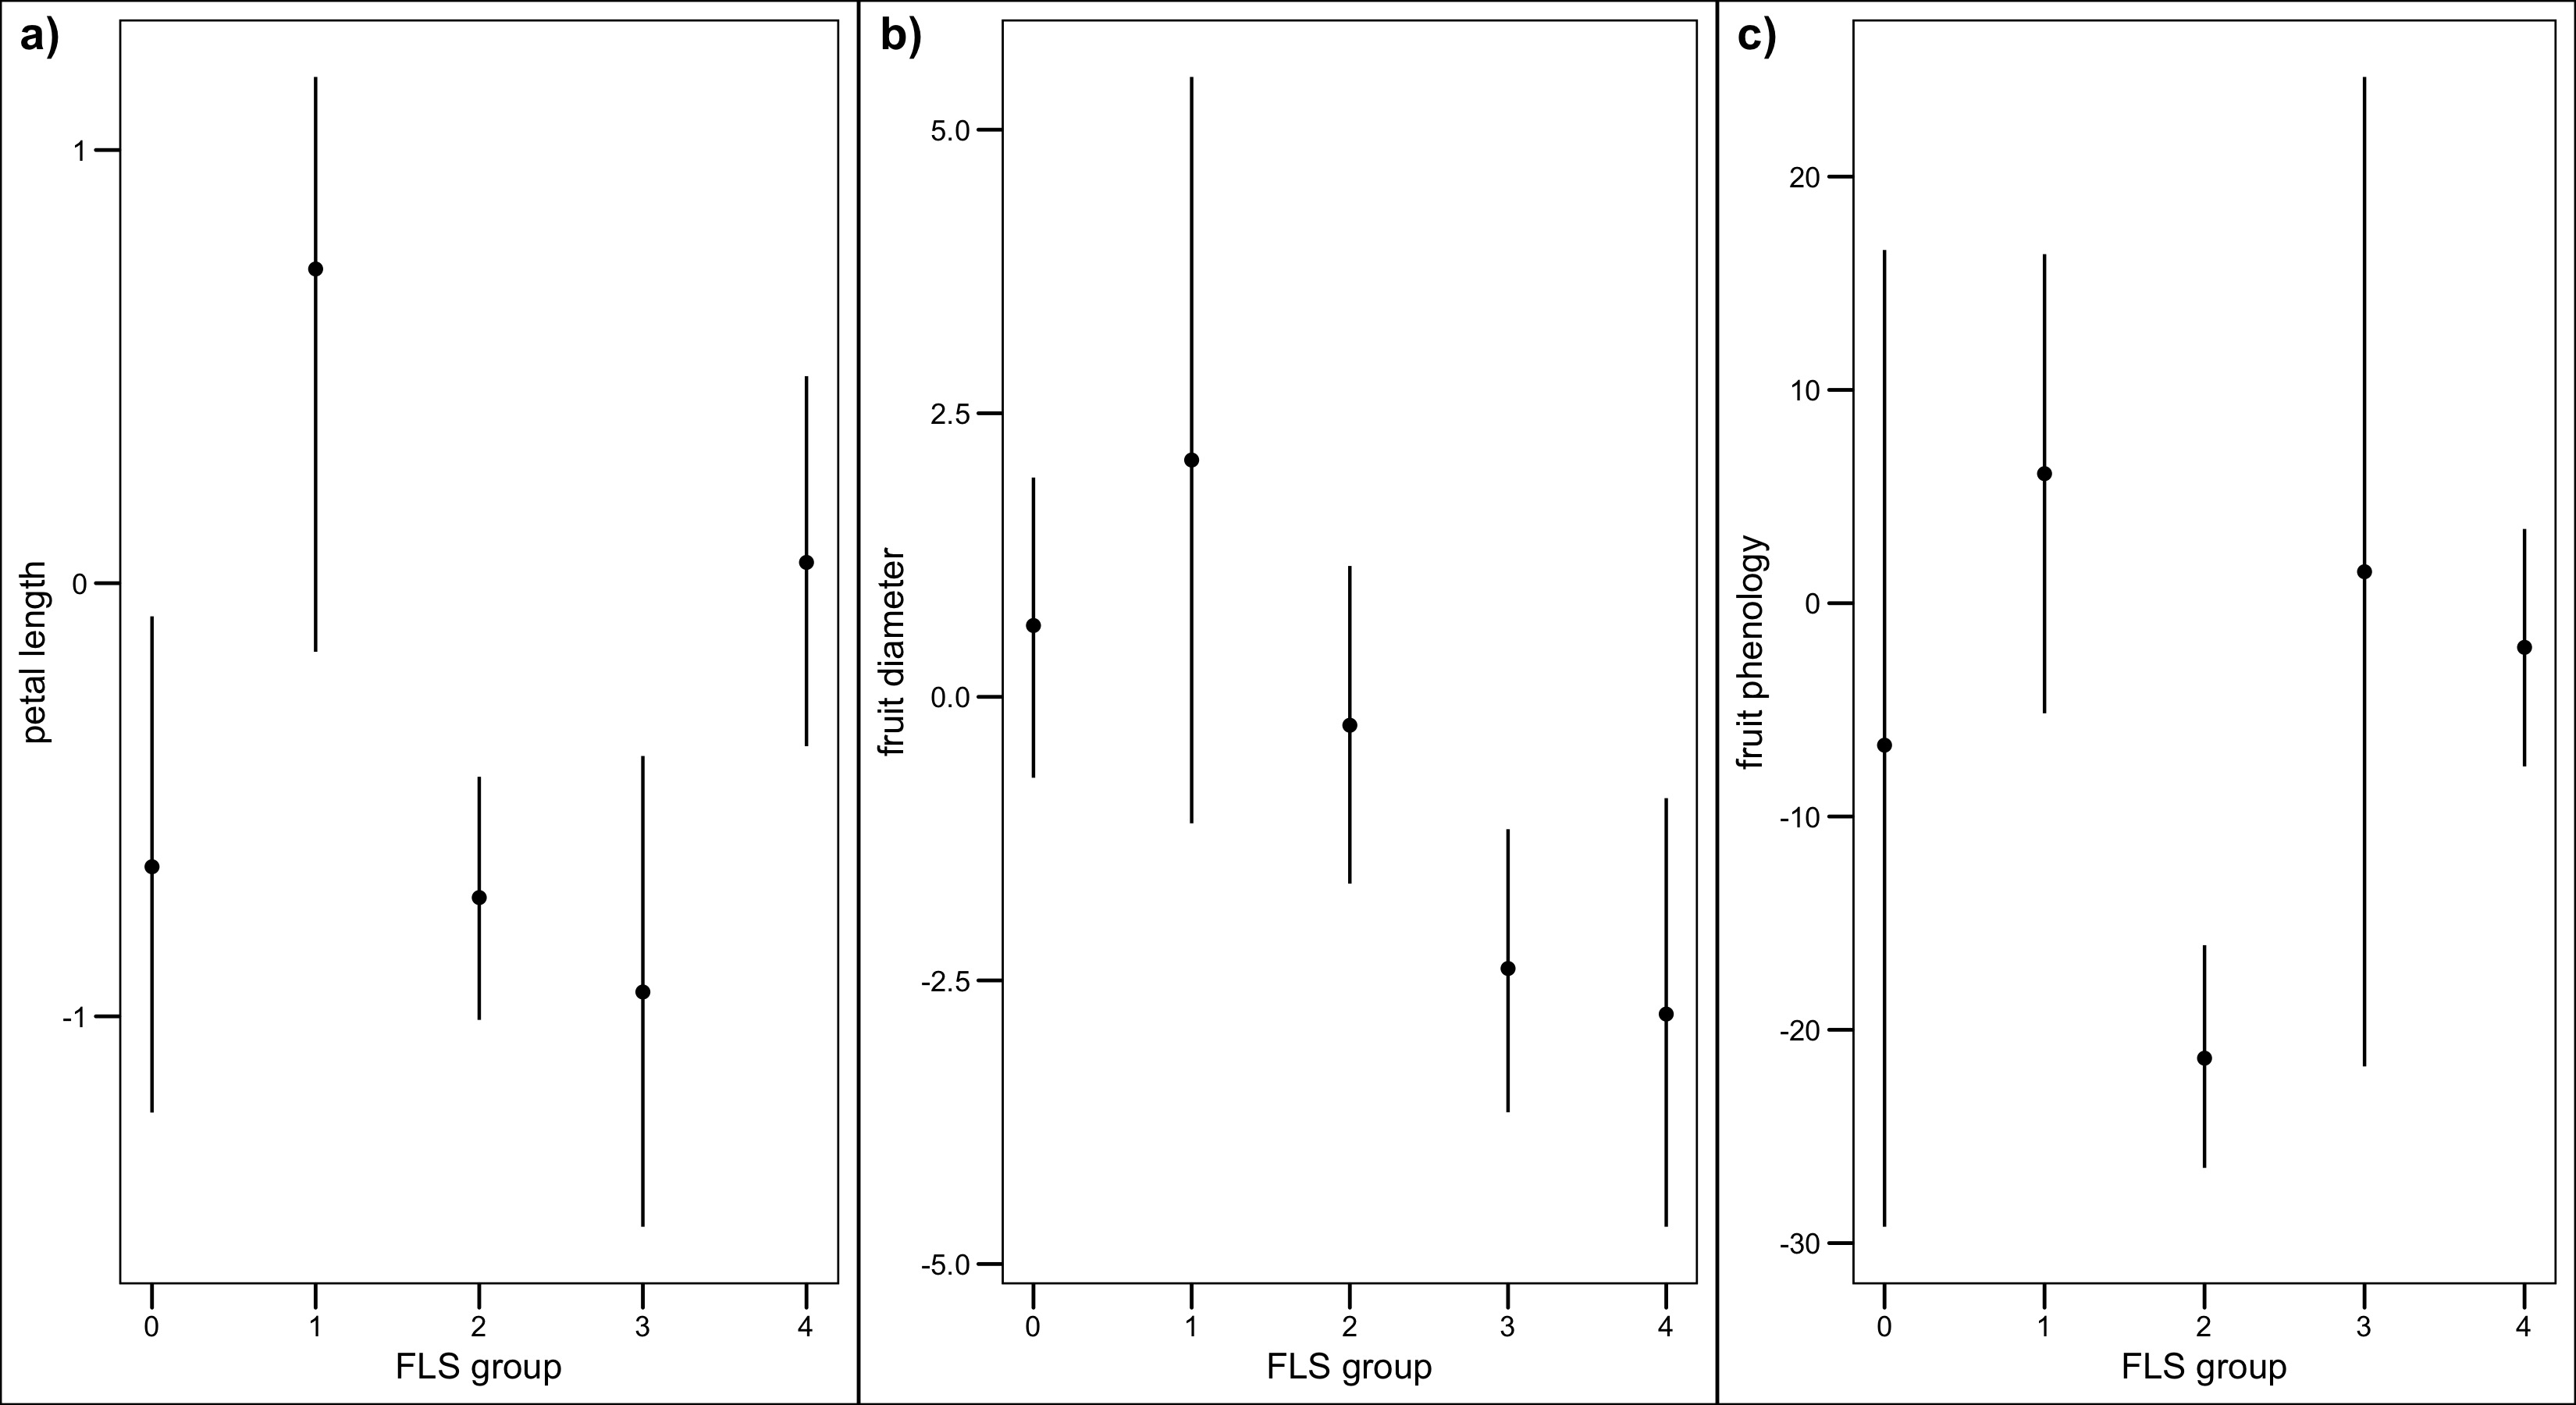 a)
petal length
1
0
-1
0 1 2 3 4
FLS group
b)
fruit diameter
5.0
2.5
0.0
-2.5
-5.0
0 1 2 3 4
FLS group
c)
fruit phenology
20
10
0
-10
-20
-30
0 1 2 3 4
FLS group